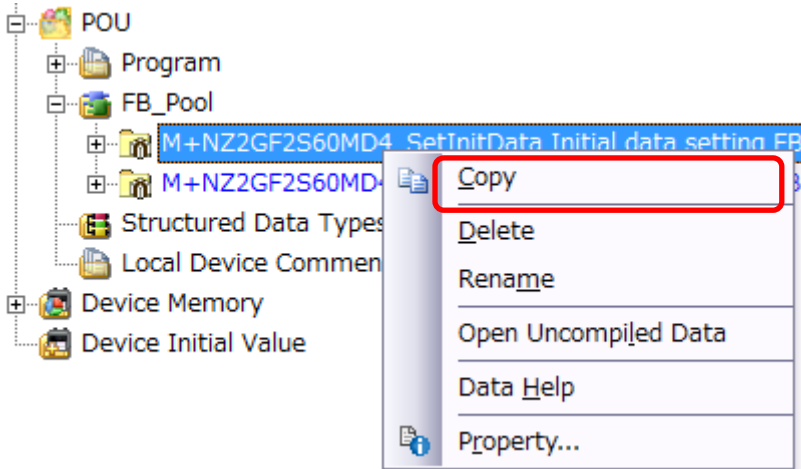 POU
Program
FB_Pool
M+NZ2GF2S60MD4_SetInitData Initial data setting FB
M+NZ2GF2S60MD
Structured Data Types
Local Device Commen
Device Memory
Device Initial Value
Copy
Delete
Rename
Open Uncompiled Data
Data Help
Property...